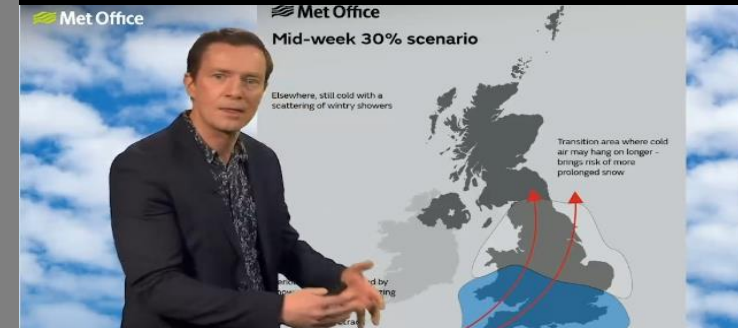 Met Office
Met Office
Mid-week 30% scenario
Elsewhere, still cold with a
scattering of wintry showers
Transition area where cold
air may hang on longer -
brings risk of more
prolonged snow
by